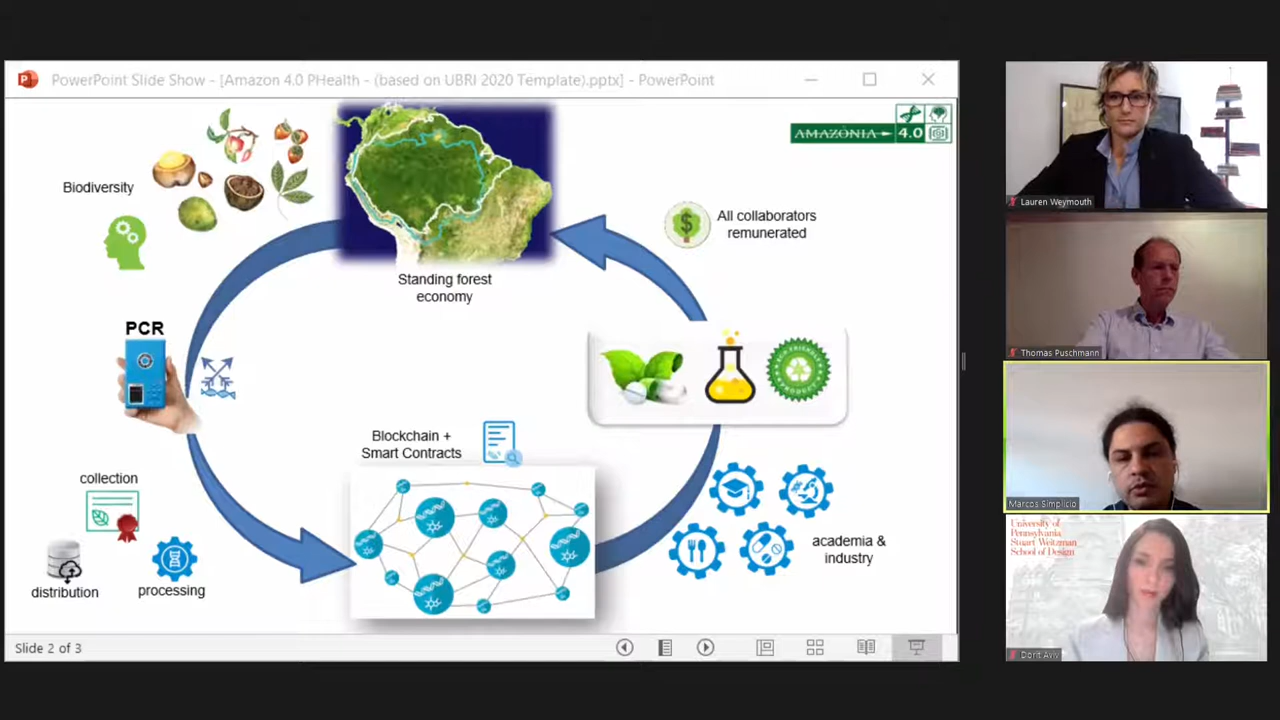 PowerPoint Slide Show - [Amazon 4.0 PHealth - (based on UBRI 2020 Template).pptx] - PowerPoint
AMAZÔNIA 4.0
Biodiversity
All collaborators
remunerated
Standing forest
economy
PCR
Blockchain +
Smart Contracts
collection
academia &
industry
distribution
processing
Slide 2 of 3
Lauren Weymouth
Thomas Puschmann
Marcos Simplicio
University of
Pennsylvania
Stuart Weitzman
School of Design
Dorit Aviv